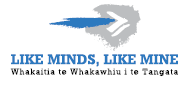 LIKE MINDS, LIKE MINE
Whakaitia te Whakawhiu i te Tangata